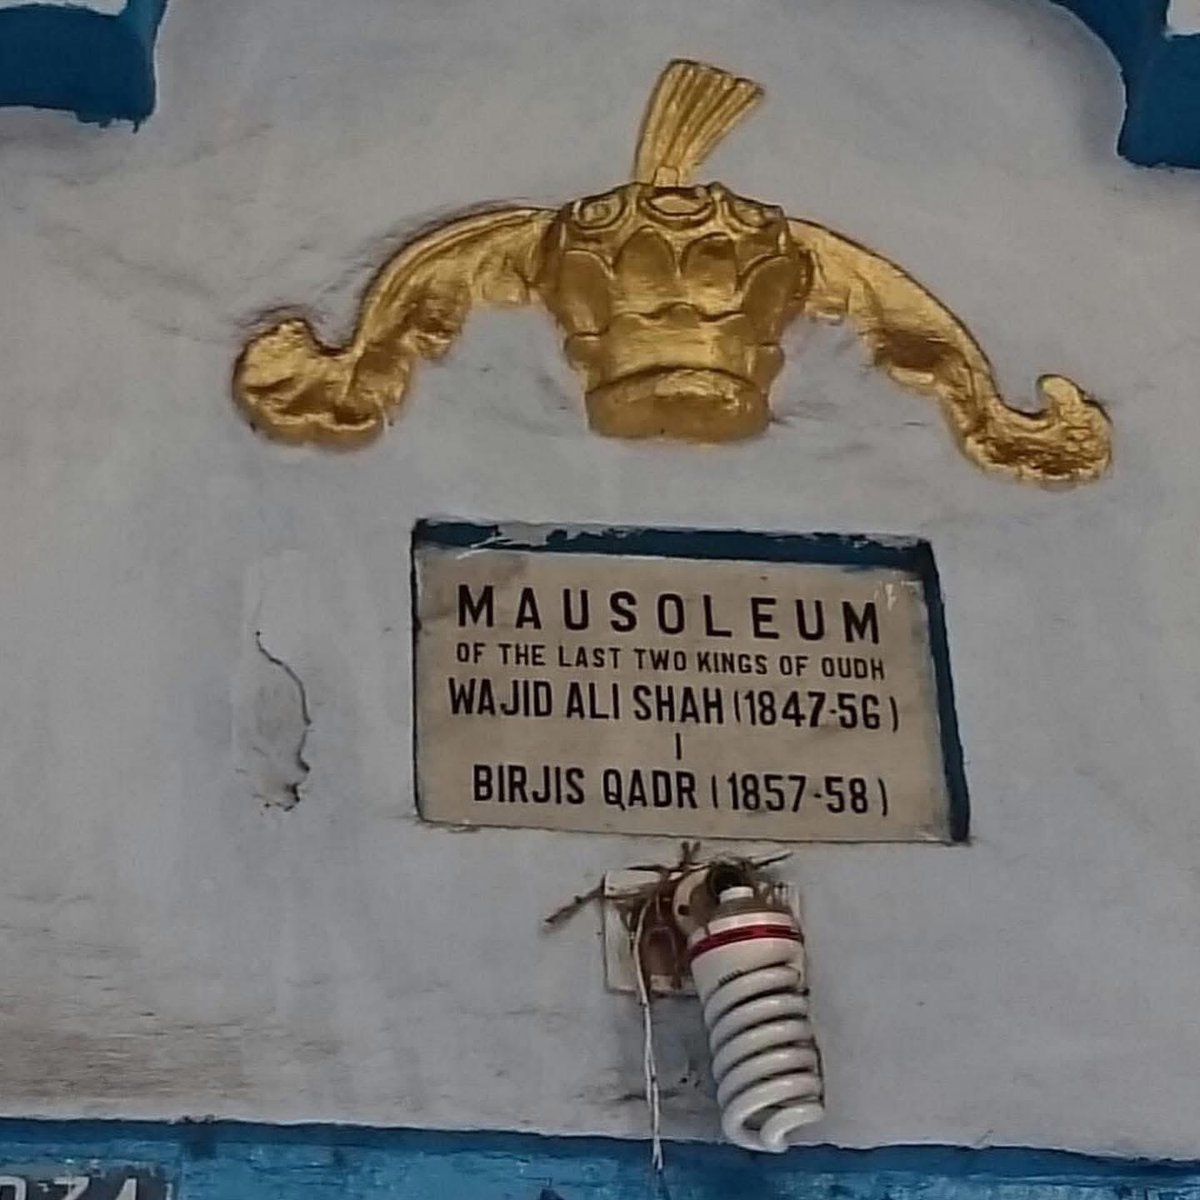 MAUSOLEUM
OF THE LAST TWO KINGS OF OUDH
WAJID ALI SHAH (1847-56)
|
BIRJIS QADR (1857-58)